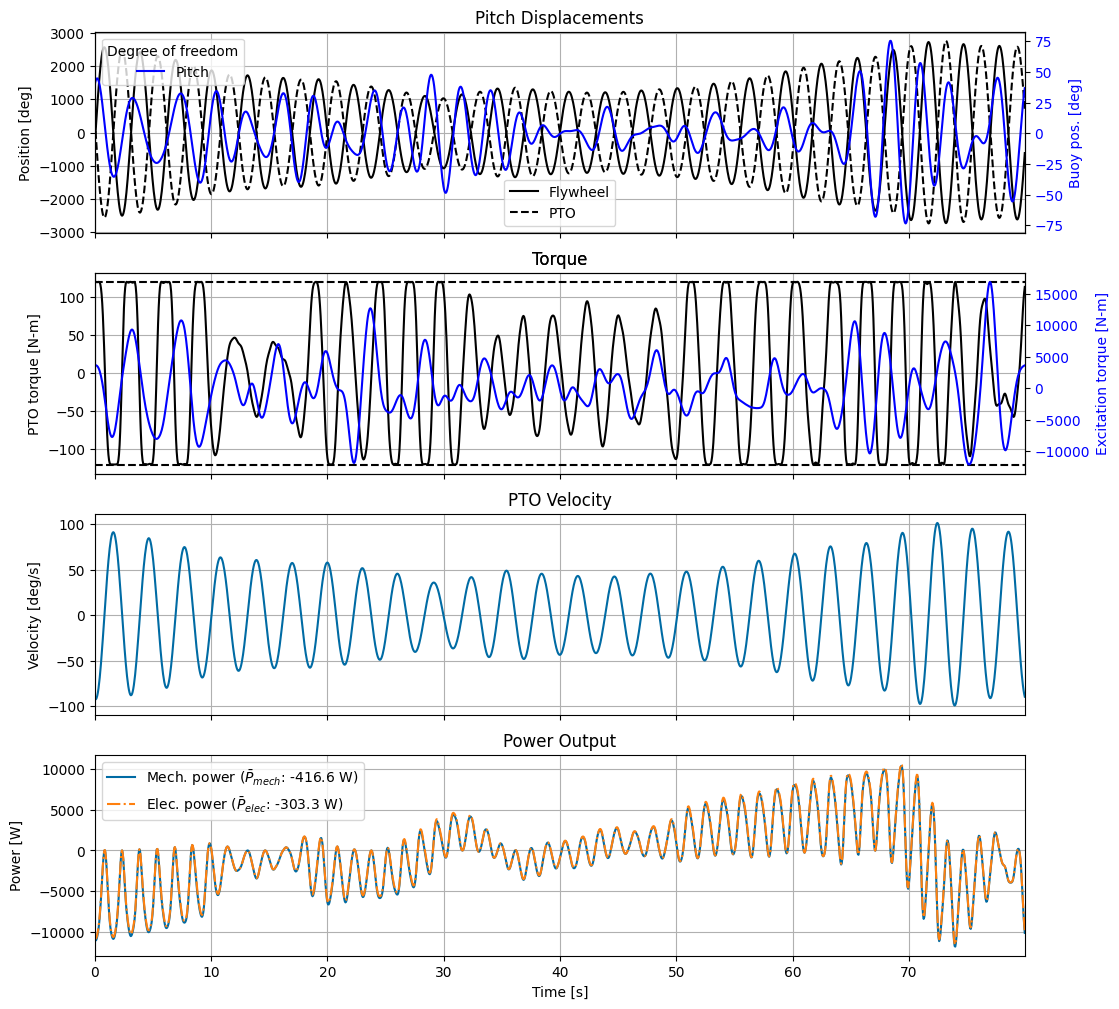 Pitch Displacements
Position [deg]
3000
2000
1000
0
−1000
−2000
−3000
Degree of freedom
Pitch
Flywheel
PTO
75
50
25
0
−25
−50
−75
Buoy pos. [deg]
Torque
PTO torque [N-m]
100
50
0
−50
−100
15000
10000
5000
0
−5000
−10000
Excitation torque [N-m]
PTO Velocity
Velocity [deg/s]
100
50
0
−50
−100
Power Output
Power [W]
10000
5000
0
−5000
−10000
Mech. power (P̄mech: -416.6 W)
Elec. power (P̄elec: -303.3 W)
0 10 20 30 40 50 60 70
Time [s]